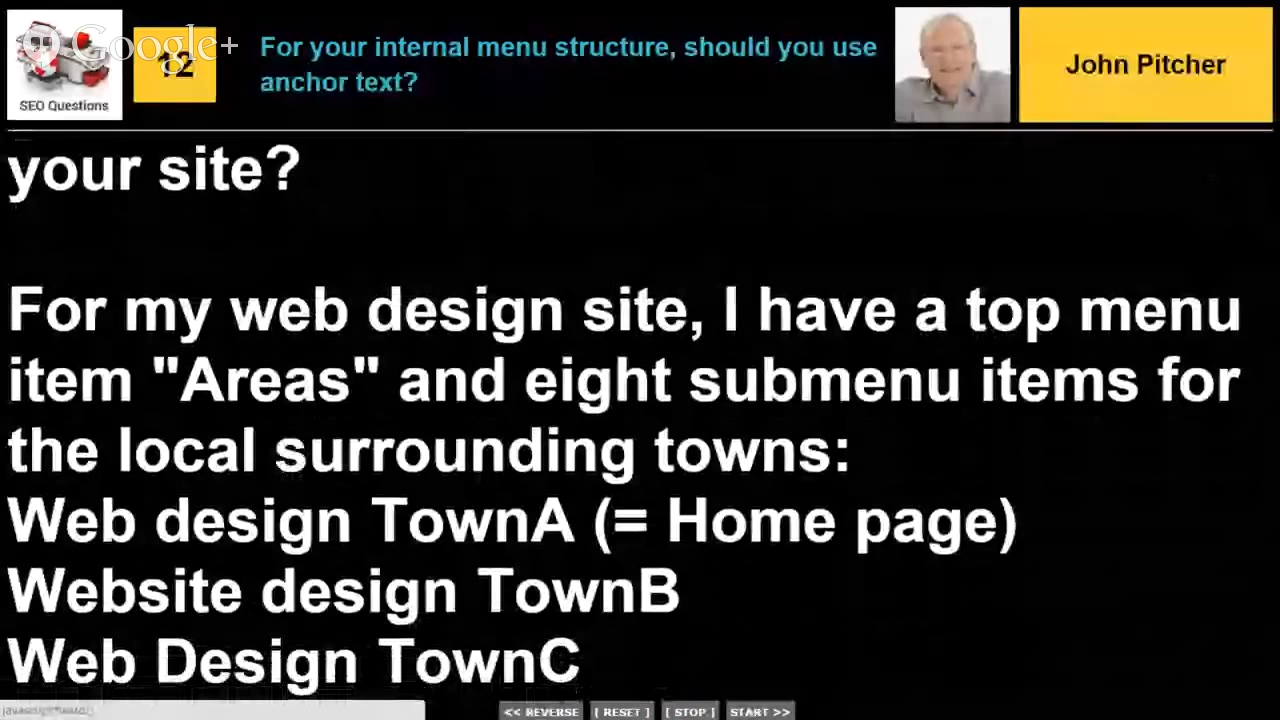 Google+
SEO Questions
12
For your internal menu structure, should you use
anchor text?
John Pitcher
your site?
For my web design site, I have a top menu
item "Areas" and eight submenu items for
the local surrounding towns:
Web design TownA (= Home page)
Website design TownB
Web Design TownC
<< REVERSE
[ RESET ]
[ STOP ]
START >>